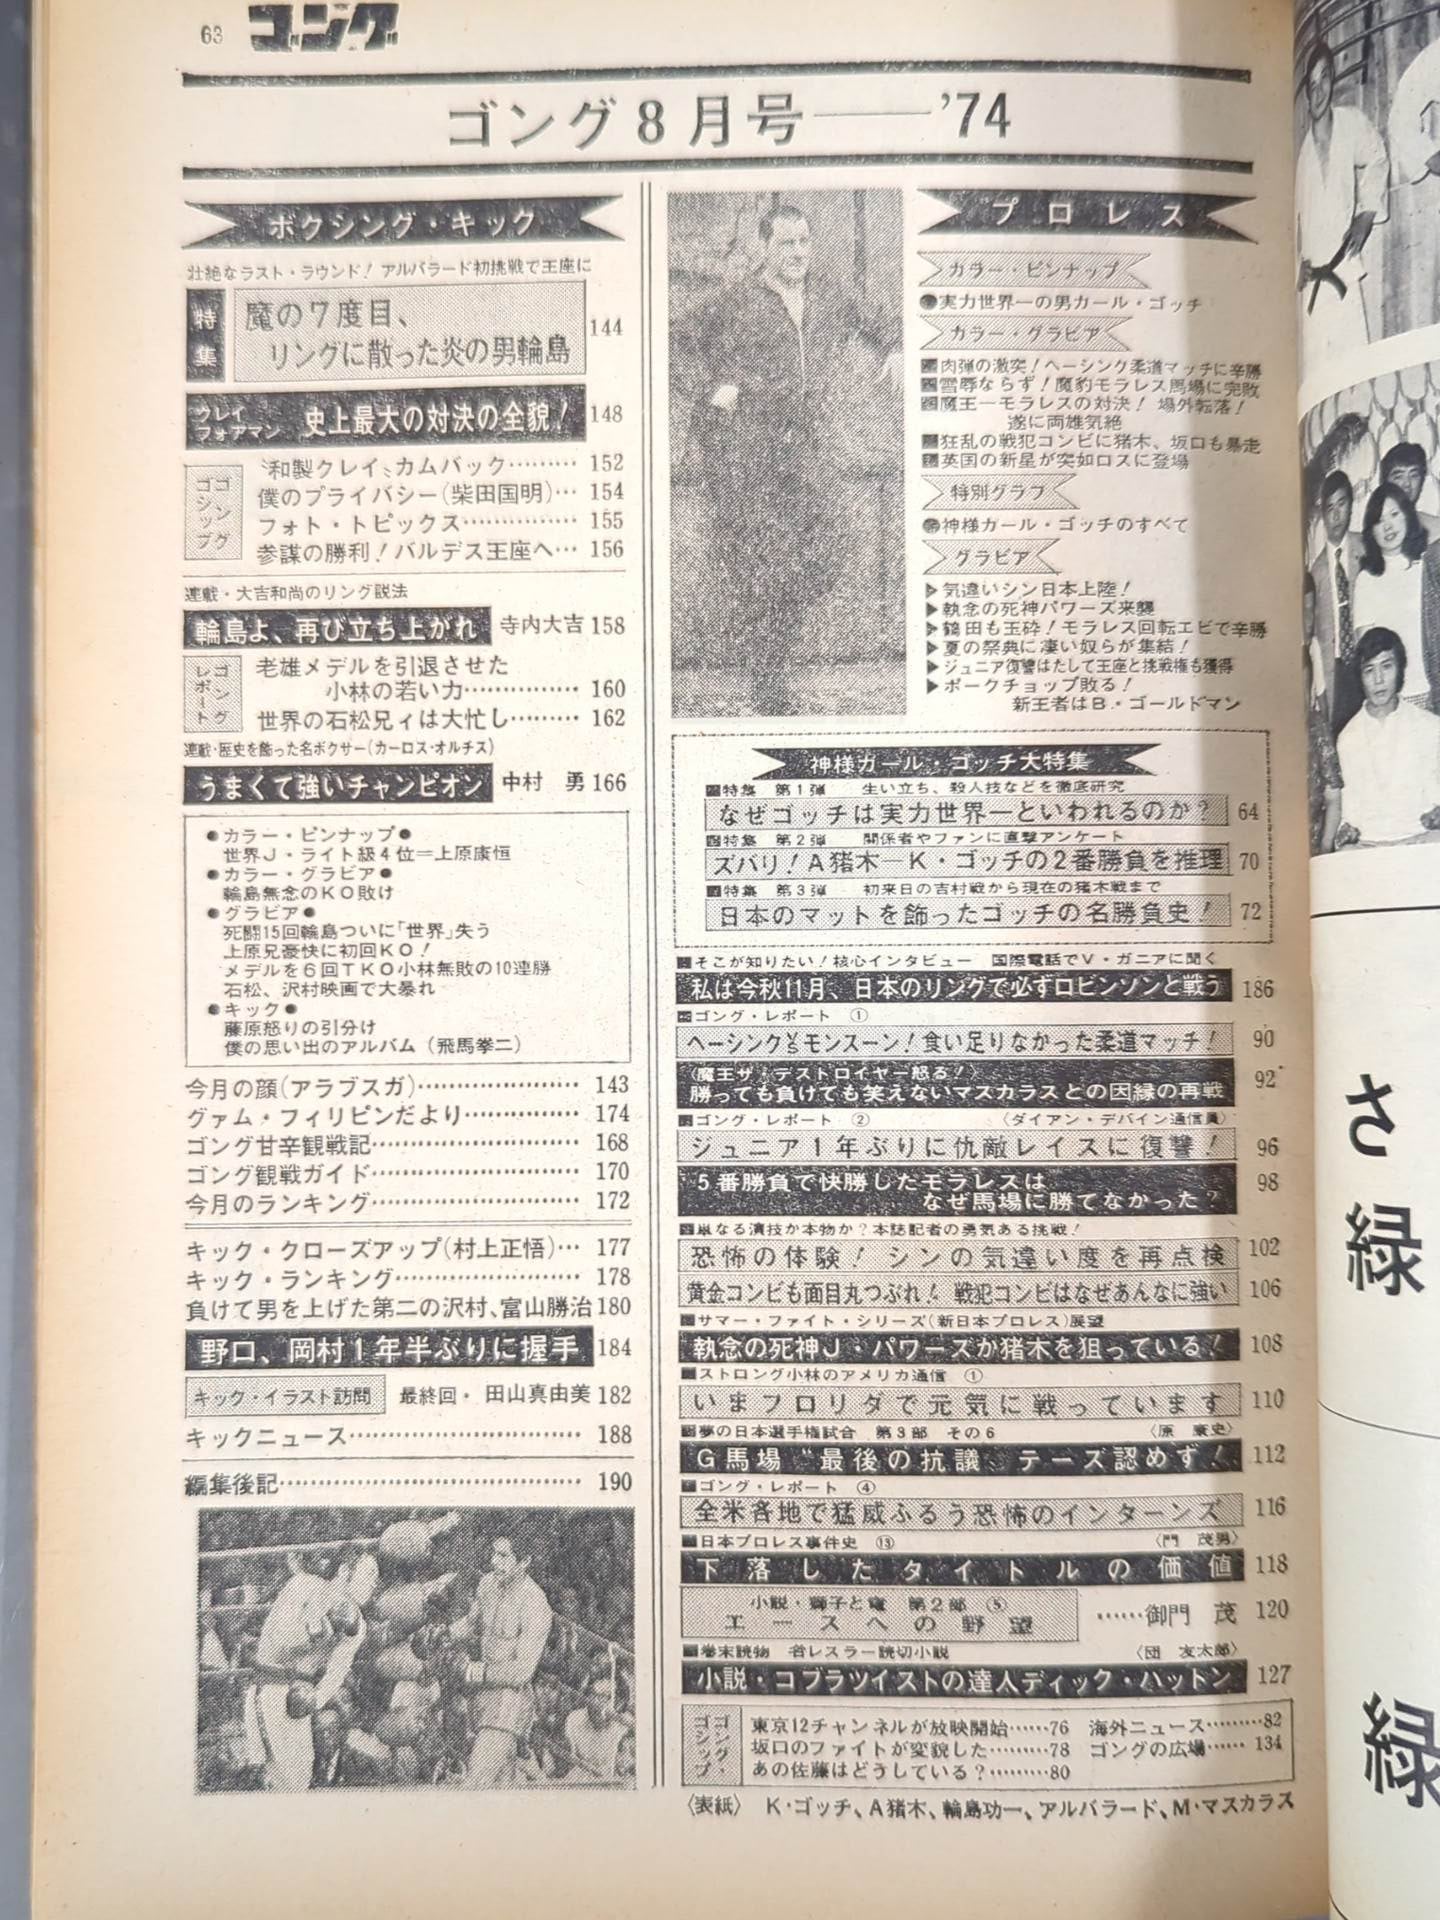 63 ゴング
ゴング8月号――'74
ボクシング・キック
壮絶なラスト・ラウンド! アルバラード初挑戦で王座に
特集
魔の7度目、
リングに散った炎の男輪島 144
クレイ
フォアマン 史上最大の対決の全貌! 148
ゴングゴシップ
〝和製クレイ〟カムバック……… 152
僕のプライバシー(柴田国明)… 154
フォト・トピックス…………… 155
参謀の勝利!バルデス王座へ… 156
連載・大吉和尚のリング説法
輪島よ、再び立ち上がれ 寺内大吉 158
ゴングレポート
老雄メデルを引退させた
小林の若い力…………… 160
世界の石松兄ィは大忙し……… 162
連載・歴史を飾った名ボクサー(カーロス・オルチス)
うまくて強いチャンピオン 中村 勇 166
●カラー・ピンナップ●
世界J・ライト級4位=上原康恒
●カラー・グラビア●
輪島無念のKO敗け
●グラビア●
死闘15回輪島ついに「世界」失う
上原兄豪快に初回KO!
メデルを6回TKO小林無敗の10連勝
石松、沢村映画で大暴れ
●キック●
藤原怒りの引分け
僕の思い出のアルバム(飛馬拳二)
今月の顔(アラブスガ)………………… 143
グァム・フィリピンだより…………… 174
ゴング甘辛観戦記……………………… 168
ゴング観戦ガイド……………………… 170
今月のランキング……………………… 172
キック・クローズアップ(村上正悟)… 177
キック・ランキング…………………… 178
負けて男を上げた第二の沢村、富山勝治 180
野口、岡村1年半ぶりに握手 184
キック・イラスト訪問 最終回・田山真由美 182
キックニュース………………………… 188
編集後記………………………………… 190
プロレス
カラー・ピンナップ
●実力世界一の男カール・ゴッチ
カラー・グラビア
■肉弾の激突!ヘーシンク柔道マッチに辛勝
■雪辱ならず!魔豹モラレス馬場に完敗
■魔王―モラレスの対決! 場外転落!
遂に両雄気絶
■狂乱の戦犯コンビに猪木、坂口も暴走
■英国の新星が突如ロスに登場
特別グラフ
●神様カール・ゴッチのすべて
グラビア
▶気違いシン日本上陸!
▶執念の死神パワーズ来襲
▶鶴田も玉砕!モラレス回転エビで辛勝
▶夏の祭典に凄い奴らが集結!
▶ジュニア復讐はたして王座と挑戦権も獲得
▶ポークチョップ敗る!
新王者はB・ゴールドマン
神様カール・ゴッチ大特集
■特集 第1弾 生い立ち、殺人技などを徹底研究
なぜゴッチは実力世界一といわれるのか? 64
■特集 第2弾 関係者やファンに直撃アンケート
ズバリ!A猪木―K・ゴッチの2番勝負を推理 70
■特集 第3弾 初来日の吉村戦から現在の猪木戦まで
日本のマットを飾ったゴッチの名勝負史! 72
■そこが知りたい!核心インタビュー 国際電話でV・ガニアに聞く
私は今秋11月、日本のリングで必ずロビンソンと戦う 186
■ゴング・レポート ①
ヘーシンクVSモンスーン!食い足りなかった柔道マッチ! 90
〈魔王ザ・デストロイヤー怒る!〉
勝っても負けても笑えないマスカラスとの因縁の再戦 92
■ゴング・レポート ② 〈ダイアン・デバイン通信員〉
ジュニア1年ぶりに仇敵レイスに復讐! 96
5番勝負で快勝したモラレスは
なぜ馬場に勝てなかった? 98
■単なる演技か本物か?本誌記者の勇気ある挑戦!
恐怖の体験! シンの気違い度を再点検 102
黄金コンビも面目丸つぶれ! 戦犯コンビはなぜあんなに強い 106
■サマー・ファイト・シリーズ(新日本プロレス)展望
執念の死神J・パワーズが猪木を狙っている! 108
■ストロング小林のアメリカ通信 ①
いまフロリダで元気に戦っています 110
■夢の日本選手権試合 第3部 その6 〈原 康史〉
G馬場〝最後の抗議〟テーズ認めず! 112
■ゴング・レポート ④
全米各地で猛威ふるう恐怖のインターンズ 116
■日本プロレス事件史 ⑬ 〈門 茂男〉
下落したタイトルの価値 118
小説・獅子と竜 第2部 ⑤
エースへの野望 ……御門 茂 120
■巻末読物 名レスラー読切小説 〈団 友太郎〉
小説・コブラツイストの達人ディック・ハットン 127
ゴング・ゴシップ
東京12チャンネルが放映開始……76 海外ニュース………82
坂口のファイトが変貌した………78 ゴングの広場…… 134
あの佐藤はどうしている?………80
〈表紙〉 K・ゴッチ、A猪木、輪島功一、アルバラード、M・マスカラス
さ
緑
緑